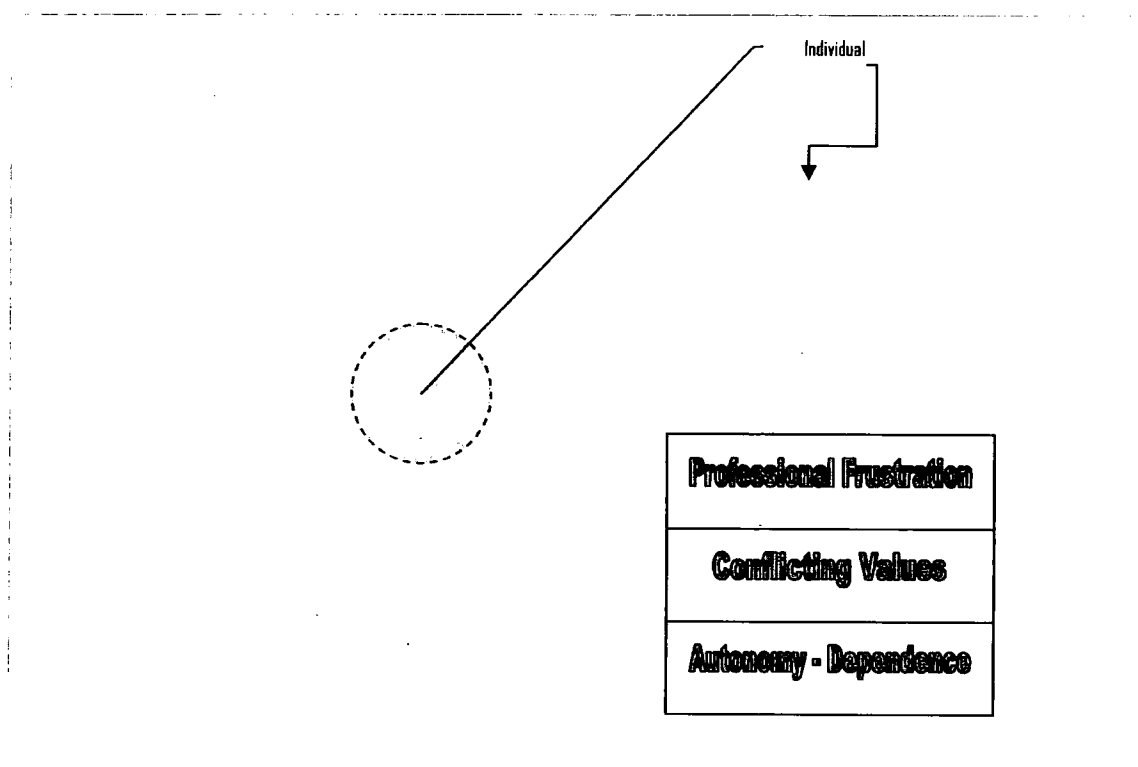 Individual
Professional Frustration
Conflicting Values
Autonomy - Dependence